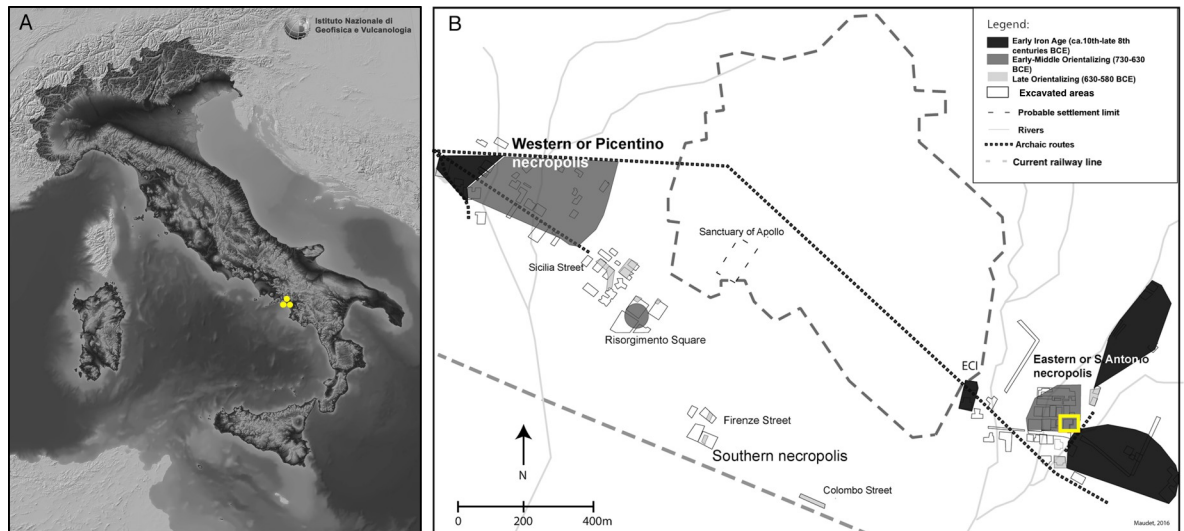 A
Istituto Nazionale di
Geofisica e Vulcanologia
B
Legend:
Early Iron Age (ca.10th-late 8th
centuries BCE)
Early-Middle Orientalizing (730-630
BCE)
Late Orientalizing (630-580 BCE)
Excavated areas
Probable settlement limit
Rivers
Archaic routes
Current railway line
Western or Picentino
necropolis
Sanctuary of Apollo
Sicilia Street
Risorgimento Square
ECI
Eastern or S Antonio
necropolis
Firenze Street
Southern necropolis
Colombo Street
N
0 200 400m
Maudet, 2016